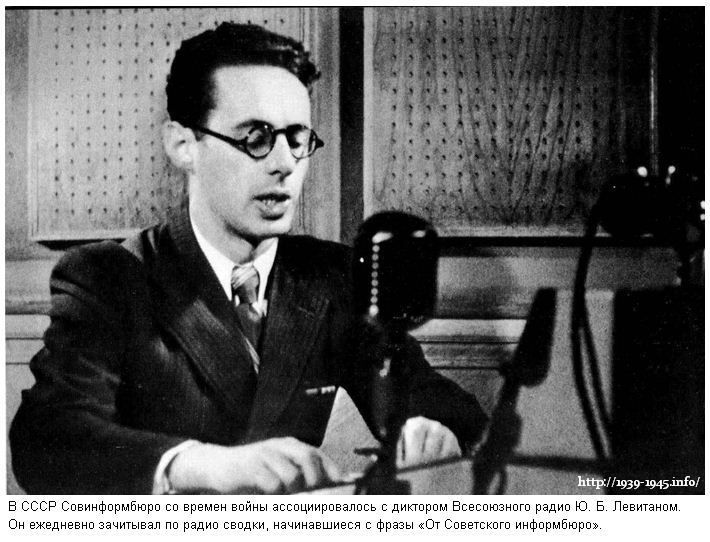 http://1939-1945.info/
В СССР Совинформбюро со времен войны ассоциировалось с диктором Всесоюзного радио Ю. Б. Левитаном.
Он ежедневно зачитывал по радио сводки, начинавшиеся с фразы «От Советского информбюро».